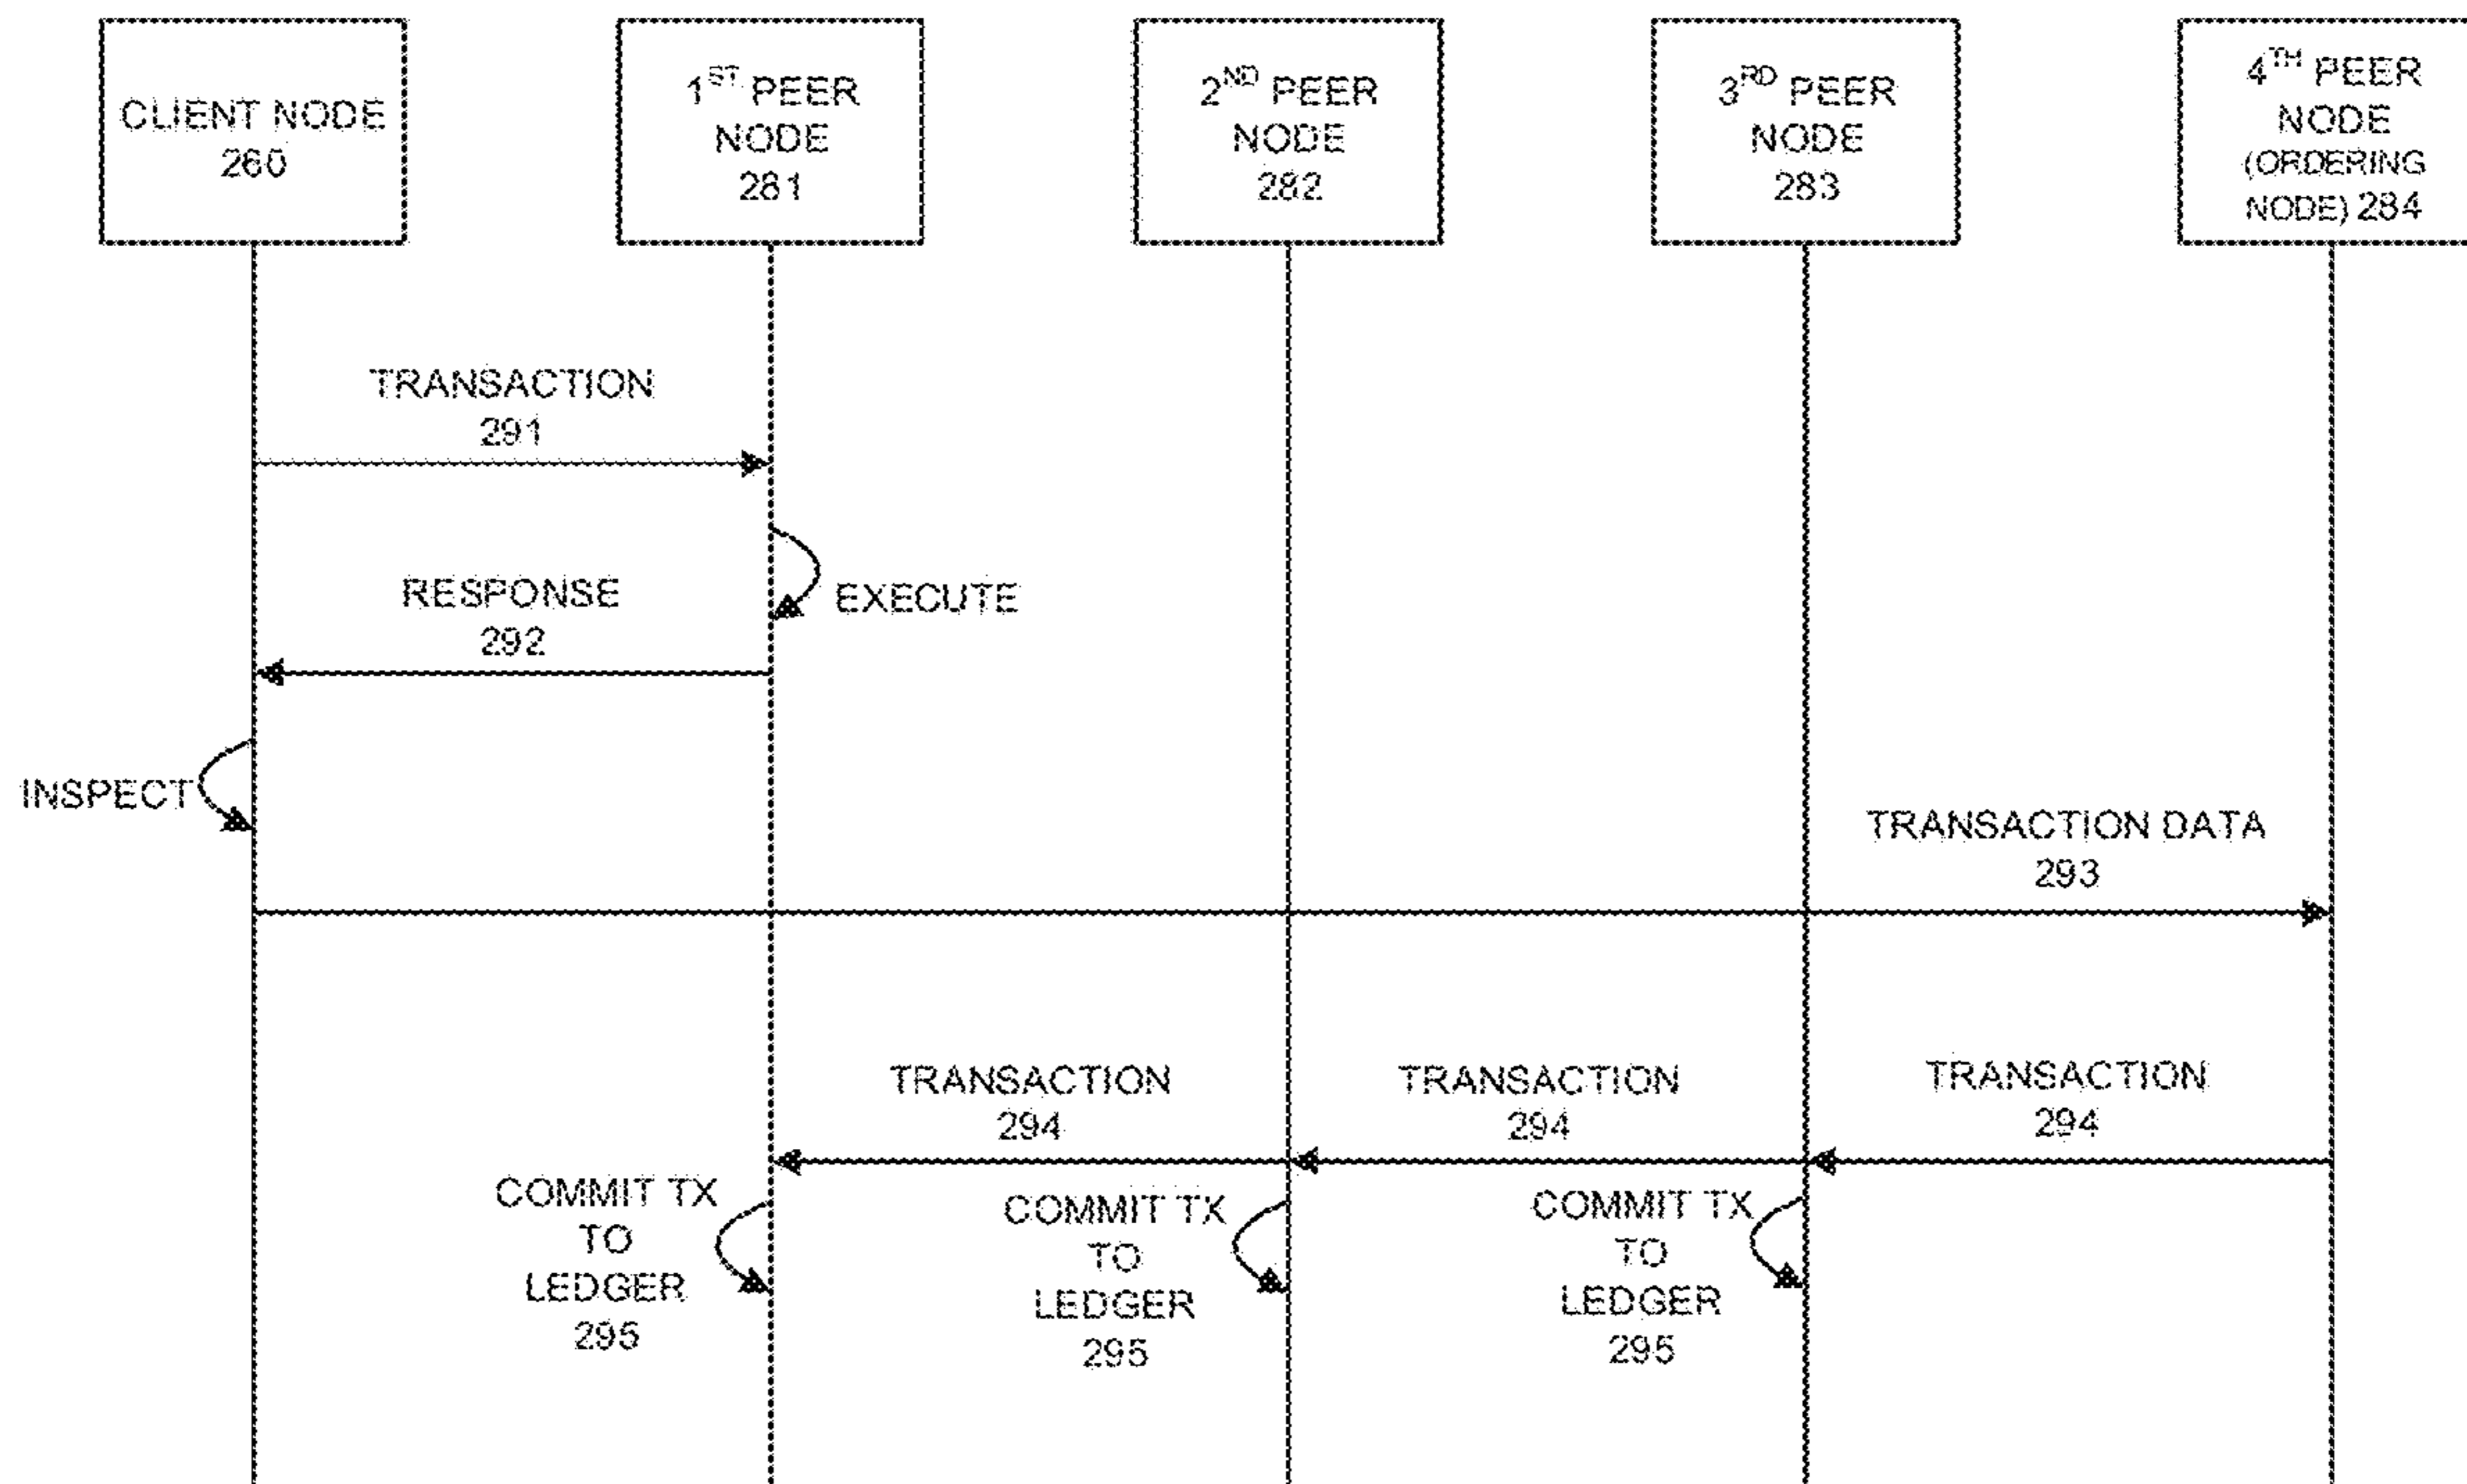 CLIENT NODE
260
1ST PEER
NODE
281
2ND PEER
NODE
282
3RD PEER
NODE
283
4TH PEER
NODE
(ORDERING
NODE) 284
TRANSACTION
291
EXECUTE
RESPONSE
292
INSPECT
TRANSACTION DATA
293
TRANSACTION
294
TRANSACTION
294
TRANSACTION
294
COMMIT TX
TO
LEDGER
295
COMMIT TX
TO
LEDGER
295
COMMIT TX
TO
LEDGER
295